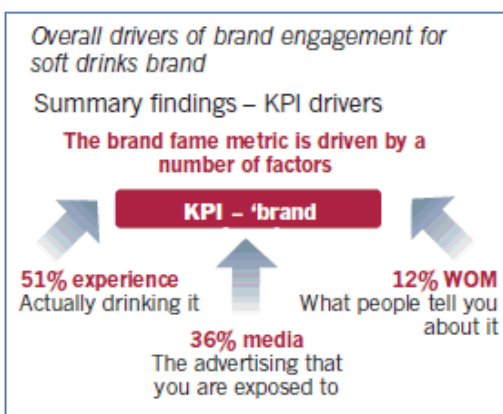 Overall drivers of brand engagement for
soft drinks brand
Summary findings – KPI drivers
The brand fame metric is driven by a
number of factors
KPI – ‘brand
51% experience
Actually drinking it
36% media
The advertising that
you are exposed to
12% WOM
What people tell you
about it